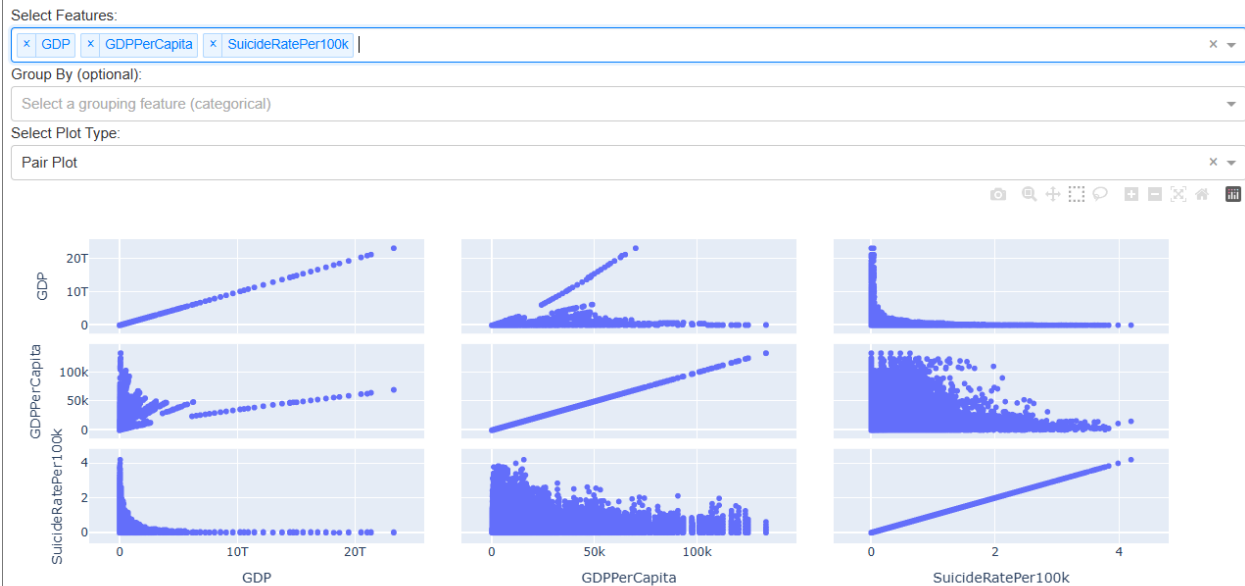 Select Features:
× GDP × GDPPerCapita × SuicideRatePer100k ×
Group By (optional):
Select a grouping feature (categorical)
Select Plot Type:
Pair Plot ×
GDP
20T
10T
0
GDPPerCapita
100k
50k
0
SuicideRatePer100k
4
2
0
0 10T 20T 0 50k 100k 0 2 4
GDP GDPPerCapita SuicideRatePer100k